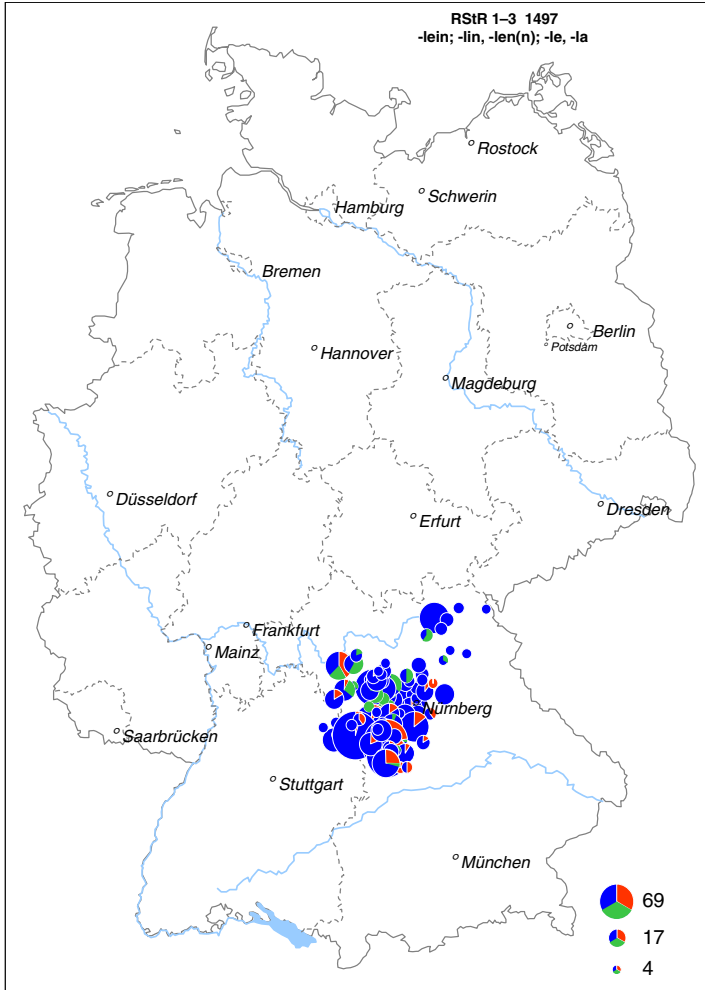 RStR 1–3 1497
-lein; -lin, -len(n); -le, -la
Rostock
Schwerin
Hamburg
Bremen
Berlin
Potsdam
Hannover
Magdeburg
Düsseldorf
Dresden
Erfurt
Frankfurt
Mainz
Nürnberg
Saarbrücken
Stuttgart
München
69
17
4